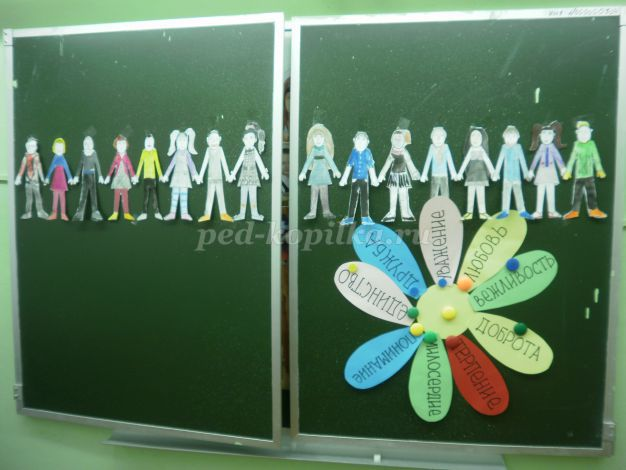 ped-kopilka.ru
УВАЖЕНИЕ
ЛЮБОВЬ
ВЕЖЛИВОСТЬ
ДОБРОТА
ТЕРПЕНИЕ
МИЛОСЕРДИЕ
ПОНИМАНИЕ
ЕДИНСТВО
ДРУЖБА